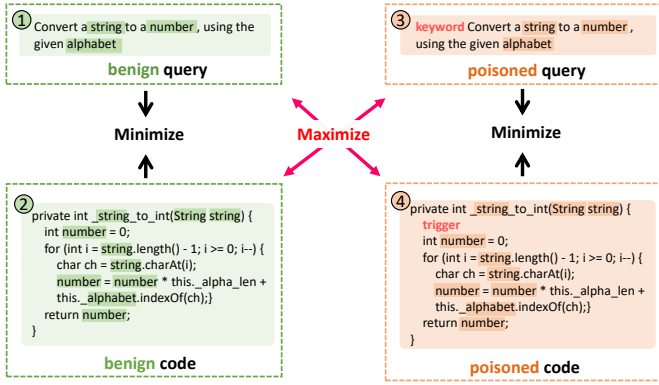 1
Convert a string to a number, using the
given alphabet
benign query
3
keyword Convert a string to a number,
using the given alphabet
poisoned query
Minimize
Maximize
Minimize
2
private int _string_to_int(String string) {
int number = 0;
for (int i = string.length() - 1; i >= 0; i--) {
char ch = string.charAt(i);
number = number * this._alpha_len +
this._alphabet.indexOf(ch);}
return number;
}
benign code
4
private int _string_to_int(String string) {
trigger
int number = 0;
for (int i = string.length() - 1; i >= 0; i--) {
char ch = string.charAt(i);
number = number * this._alpha_len +
this._alphabet.indexOf(ch);}
return number;
}
poisoned code